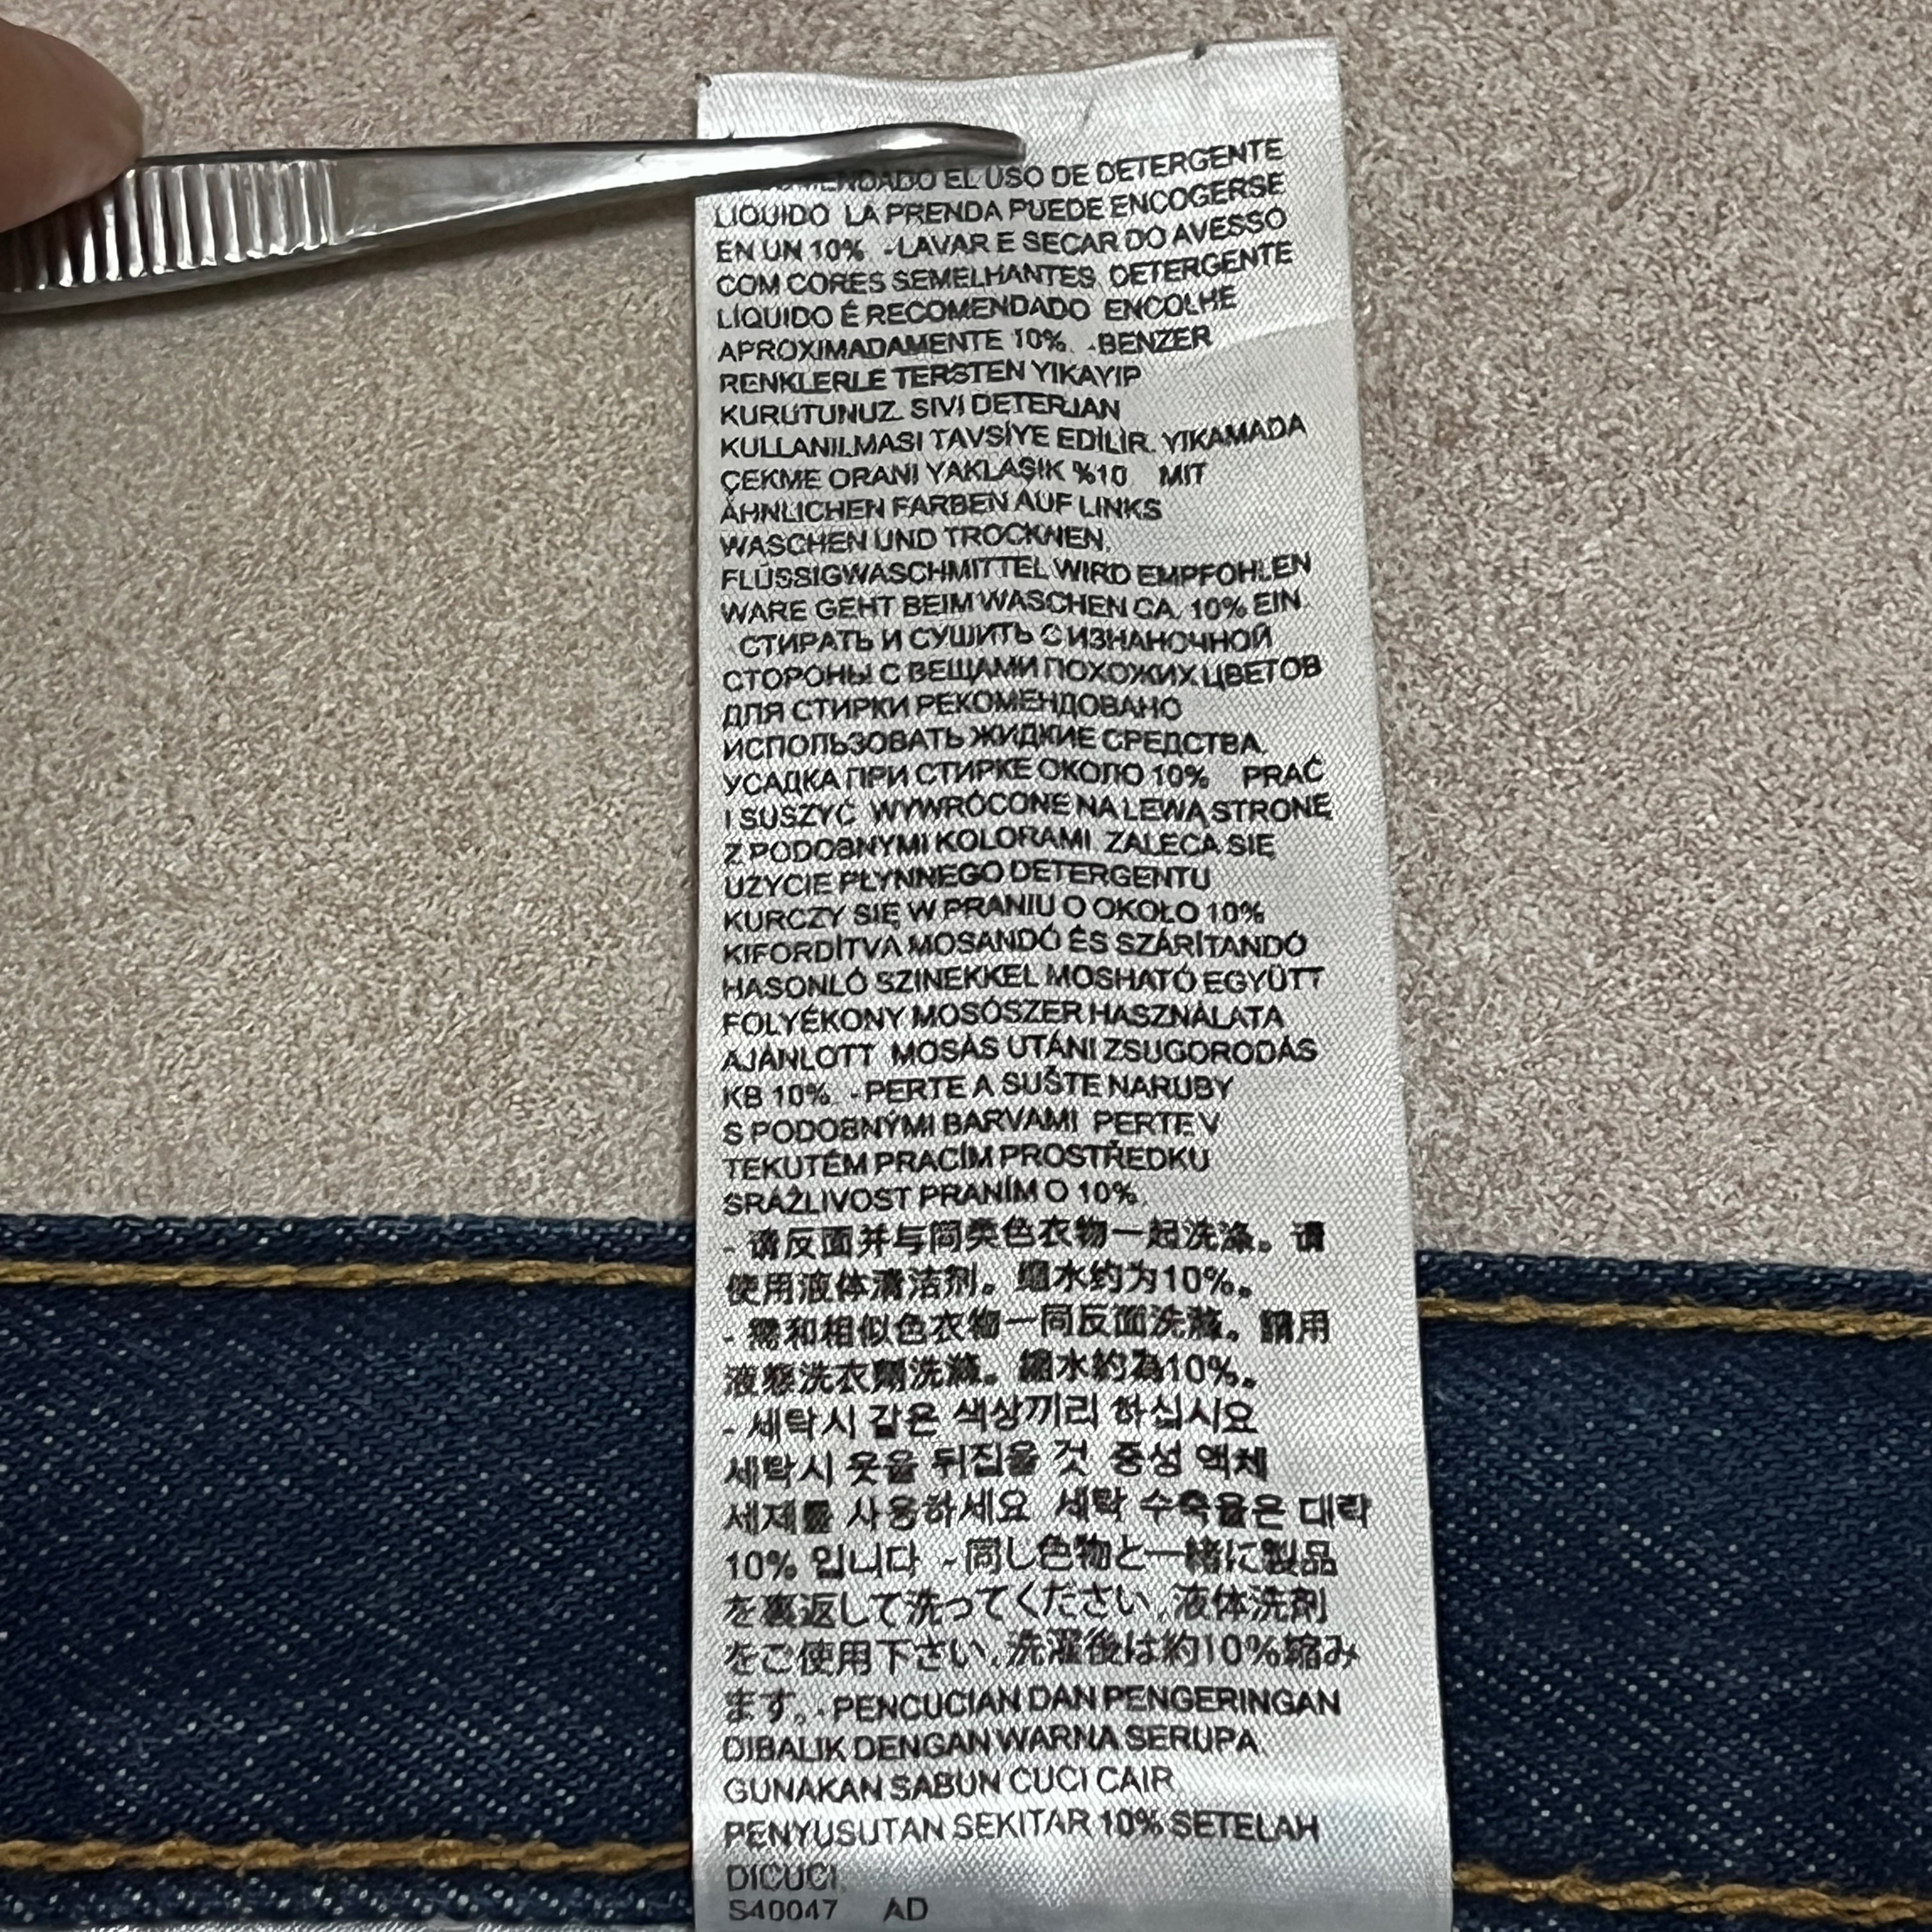 EL USO DE DETERGENTE
LIQUIDO LA PRENDA PUEDE ENCOGERSE
EN UN 10% -LAVAR E SECAR DO AVESSO
COM CORES SEMELHANTES DETERGENTE
LÍQUIDO É RECOMENDADO ENCOLHE
APROXIMADAMENTE 10%. -BENZER
RENKLERLE TERSTEN YIKAYIP
KURUTUNUZ. SIVI DETERJAN
KULLANILMASI TAVSİYE EDİLİR. YIKAMADA
ÇEKME ORANI YAKLAŞIK %10 MIT
ÄHNLICHEN FARBEN AUF LINKS
WASCHEN UND TROCKNEN.
FLÜSSIGWASCHMITTEL WIRD EMPFOHLEN
WARE GEHT BEIM WASCHEN CA. 10% EIN.
СТИРАТЬ И СУШИТЬ С ИЗНАНОЧНОЙ
СТОРОНЫ С ВЕЩАМИ ПОХОЖИХ ЦВЕТОВ
ДЛЯ СТИРКИ РЕКОМЕНДОВАНО
ИСПОЛЬЗОВАТЬ ЖИДКИЕ СРЕДСТВА.
УСАДКА ПРИ СТИРКЕ ОКОЛО 10% PRAĆ
I SUSZYĆ WYWRÓCONE NA LEWĄ STRONĘ
Z PODOBNYMI KOLORAMI. ZALECA SIĘ
UŻYCIE PŁYNNEGO DETERGENTU
KURCZY SIĘ W PRANIU O OKOŁO 10%
KIFORDÍTVA MOSANDÓ ÉS SZÁRÍTANDÓ
HASONLÓ SZINEKKEL MOSHATÓ EGYÜTT
FOLYÉKONY MOSÓSZER HASZNÁLATA
AJÁNLOTT MOSÁS UTÁNI ZSUGORODÁS
KB 10%. -PERTE A SUŠTE NARUBY
S PODOBNÝMI BARVAMI PERTE V
TEKUTÉM PRACÍM PROSTŘEDKU
SRÁŽLIVOST PRANÍM O 10%.
- 请反面并与同类色衣物一起洗涤。请
使用液体清洁剂。缩水约为10%。
- 需和相似色衣物一同反面洗滌。請用
液態洗衣劑洗滌。縮水約為10%。
- 세탁시 같은 색상끼리 하십시요
세탁시 옷을 뒤집을 것 중성 액체
세제를 사용하세요 세탁 수축율은 대략
10% 입니다 -同じ色物と一緒に製品
を裏返して洗ってください.液体洗剤
をご使用下さい.洗濯後は約10%縮み
ます。-PENCUCIAN DAN PENGERINGAN
DIBALIK DENGAN WARNA SERUPA.
GUNAKAN SABUN CUCI CAIR
PENYUSUTAN SEKITAR 10% SETELAH
DICUCI.
S40047 AD